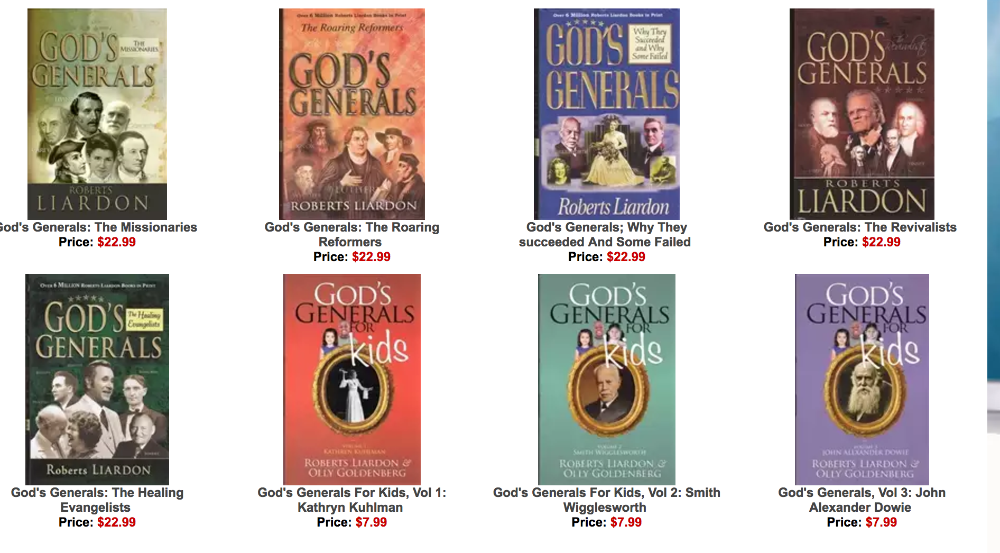 GOD'S
THE
MISSIONARIES
GENERALS
ROBERTS
LIARDON
God's Generals: The Missionaries
Price: $22.99
Over 6 Million Roberts Liardon Books in Print
The Roaring Reformers
GOD'S
GENERALS
LUTHER
ROBERTS LIARDON
God's Generals: The Roaring
Reformers
Price: $22.99
Over 6 Million Roberts Liardon Books in Print
GOD'S
Why They
Succeeded
and Why
Some Failed
GENERALS
Roberts Liardon
God's Generals; Why They
succeeded And Some Failed
Price: $22.99
GOD'S
GENERALS
ROBERTS
LIARDON
God's Generals: The Revivalists
Price: $22.99
OVER 6 MILLION ROBERTS LIARDON BOOKS IN PRINT
GOD'S
The Healing
Evangelists
GENERALS
Roberts LIARDON
God's Generals: The Healing
Evangelists
Price: $22.99
GOD'S
GENERALS
FOR
kids
VOLUME 1
KATHRYN KUHLMAN
ROBERTS LIARDON &
OLLY GOLDENBERG
God's Generals For Kids, Vol 1:
Kathryn Kuhlman
Price: $7.99
GOD'S
GENERALS
FOR
kids
VOLUME 2
SMITH WIGGLESWORTH
ROBERTS LIARDON &
OLLY GOLDENBERG
God's Generals For Kids, Vol 2: Smith
Wigglesworth
Price: $7.99
GOD'S
GENERALS
FOR
kids
VOLUME 3
JOHN ALEXANDER DOWIE
ROBERTS LIARDON &
OLLY GOLDENBERG
God's Generals, Vol 3: John
Alexander Dowie
Price: $7.99